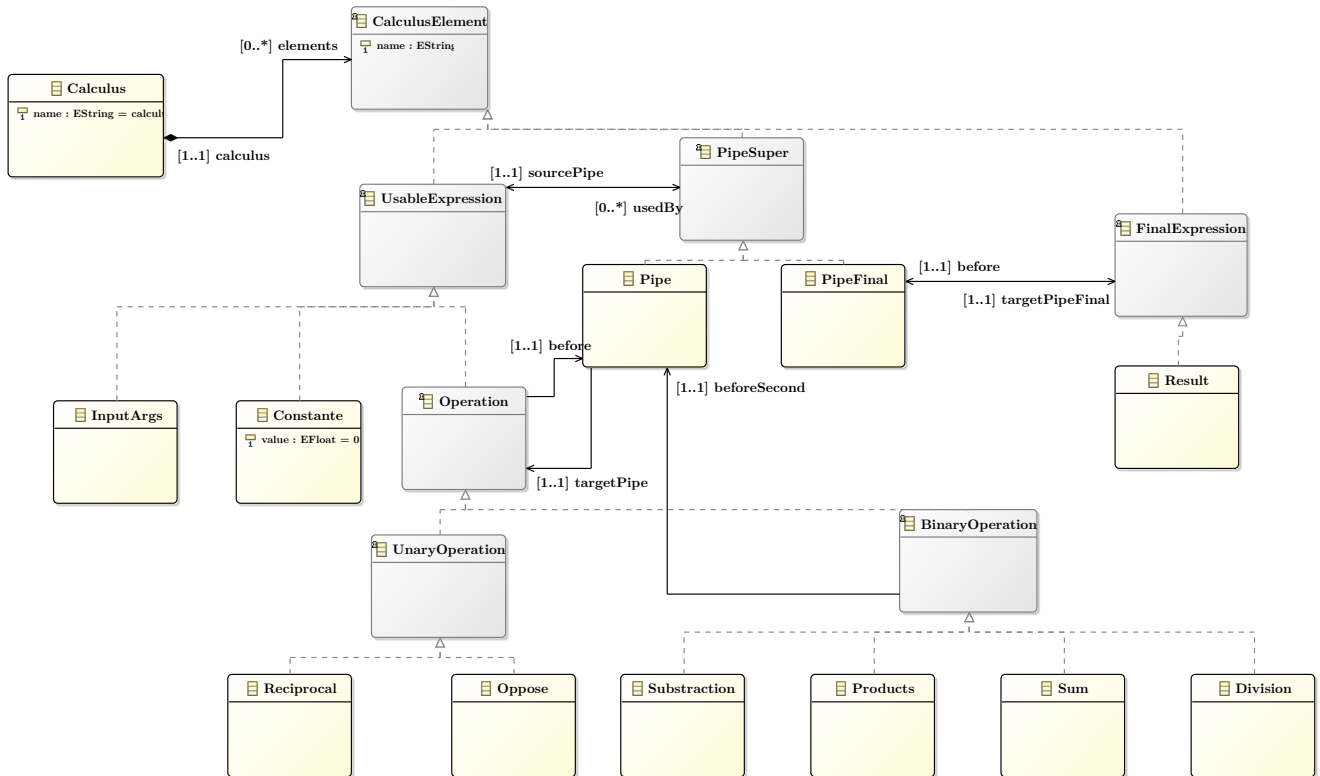 CalculusElement
name : EString
[0..*] elements
Calculus
name : EString = calcul
[1..1] calculus
PipeSuper
[1..1] sourcePipe
[0..*] usedBy
UsableExpression
FinalExpression
Pipe
PipeFinal
[1..1] before
[1..1] targetPipeFinal
[1..1] before
Result
[1..1] beforeSecond
Operation
InputArgs
Constante
value : EFloat = 0
[1..1] targetPipe
BinaryOperation
UnaryOperation
Reciprocal
Oppose
Substraction
Products
Sum
Division